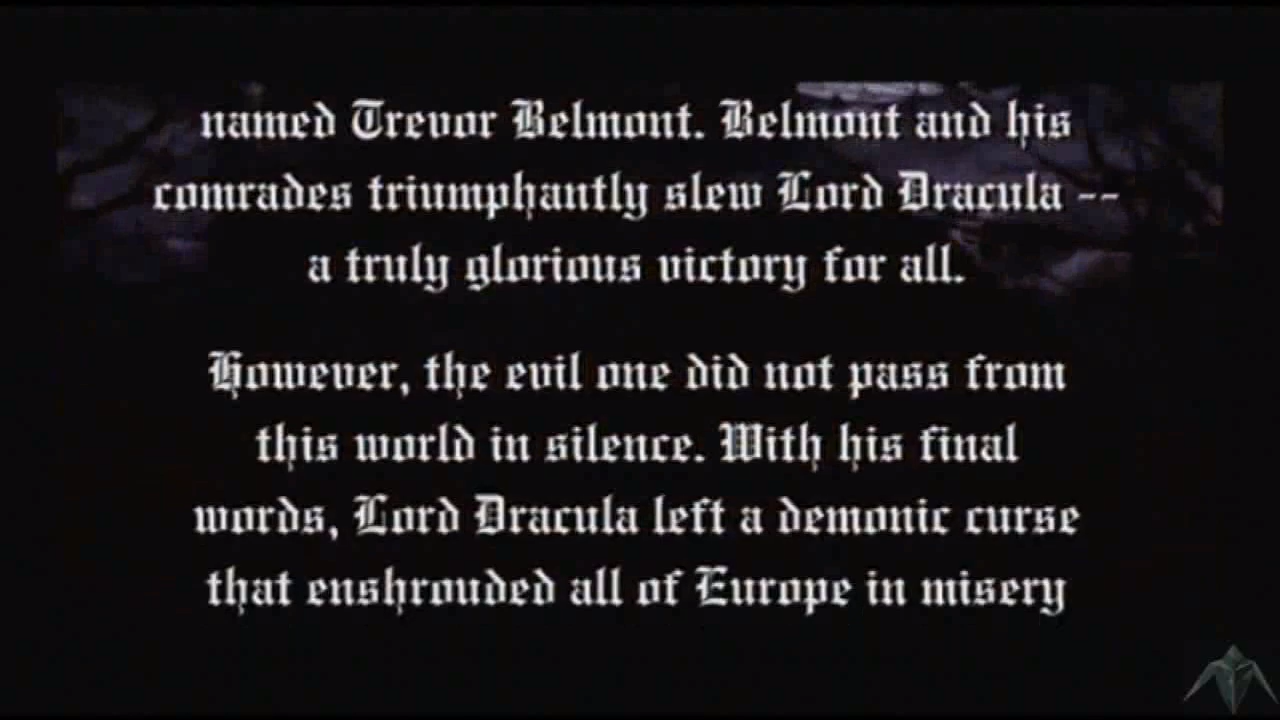 named Trevor Belmont. Belmont and his
comrades triumphantly slew Lord Dracula --
a truly glorious victory for all.
However, the evil one did not pass from
this world in silence. With his final
words, Lord Dracula left a demonic curse
that enshrouded all of Europe in misery